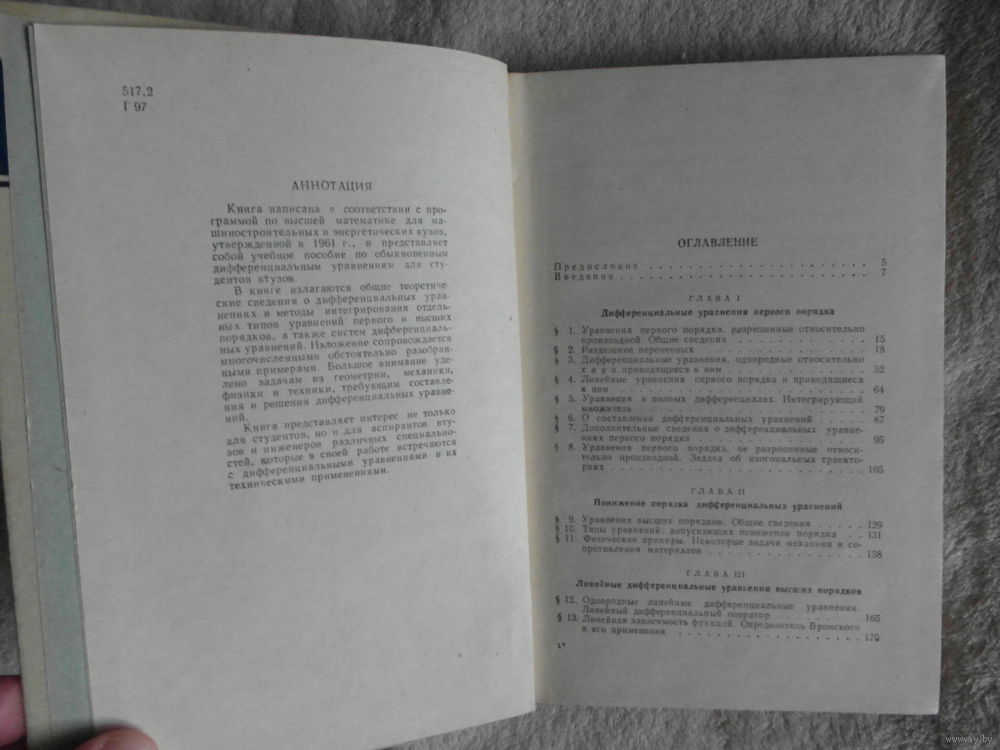 517.2
Г 97
АННОТАЦИЯ
Книга написана в соответствии с про-
граммой по высшей математике для ма-
шиностроительных и энергетических вузов,
утвержденной в 1961 г., и представляет
собой учебное пособие по обыкновенным
дифференциальным уравнениям для сту-
дентов втузов.
В книге излагаются общие теоретиче-
ские сведения о дифференциальных урав-
нениях и методы интегрирования отдель-
ных типов уравнений первого и высших
порядков, а также систем дифференциаль-
ных уравнений. Изложение сопровождается
многочисленными обстоятельно разобран-
ными примерами. Большое внимание уде-
лено задачам из геометрии, механики,
физики и техники, требующим составле-
ния и решения дифференциальных уравне-
ний.
Книга представляет интерес не только
для студентов, но и для аспирантов вту-
зов и инженеров различных специально-
стей, которые в своей работе встречаются
с дифференциальными уравнениями и их
техническими применениями.
ОГЛАВЛЕНИЕ
Предисловие . . . . . 5
Введение . . . . . 7
ГЛАВА I
Дифференциальные уравнения первого порядка
§ 1. Уравнения первого порядка, разрешенные относительно
производной. Общие сведения . . . . . 15
§ 2. Разделение переменных . . . . . 18
§ 3. Дифференциальные уравнения, однородные относительно
x и y и приводящиеся к ним . . . . . 52
§ 4. Линейные уравнения первого порядка и приводящиеся
к ним . . . . . 64
§ 5. Уравнения в полных дифференциалах. Интегрирующий
множитель . . . . . 79
§ 6. О составлении дифференциальных уравнений . . . . . 87
§ 7. Дополнительные сведения о дифференциальных уравне-
ниях первого порядка . . . . . 95
§ 8. Уравнения первого порядка, не разрешенные относи-
тельно производной. Задача об изогональных траекто-
риях . . . . . 105
ГЛАВА II
Понижение порядка дифференциальных уравнений
§ 9. Уравнения высших порядков. Общие сведения . . . . . 129
§ 10. Типы уравнений, допускающих понижение порядка . . 131
§ 11. Физические примеры. Некоторые задачи механики и со-
противления материалов . . . . . 138
ГЛАВА III
Линейные дифференциальные уравнения высших порядков
§ 12. Однородные линейные дифференциальные уравнения.
Линейный дифференциальный оператор . . . . . 165
§ 13. Линейная зависимость функций. Определитель Вронского
и его применения . . . . . 170
1*
www.ay.by